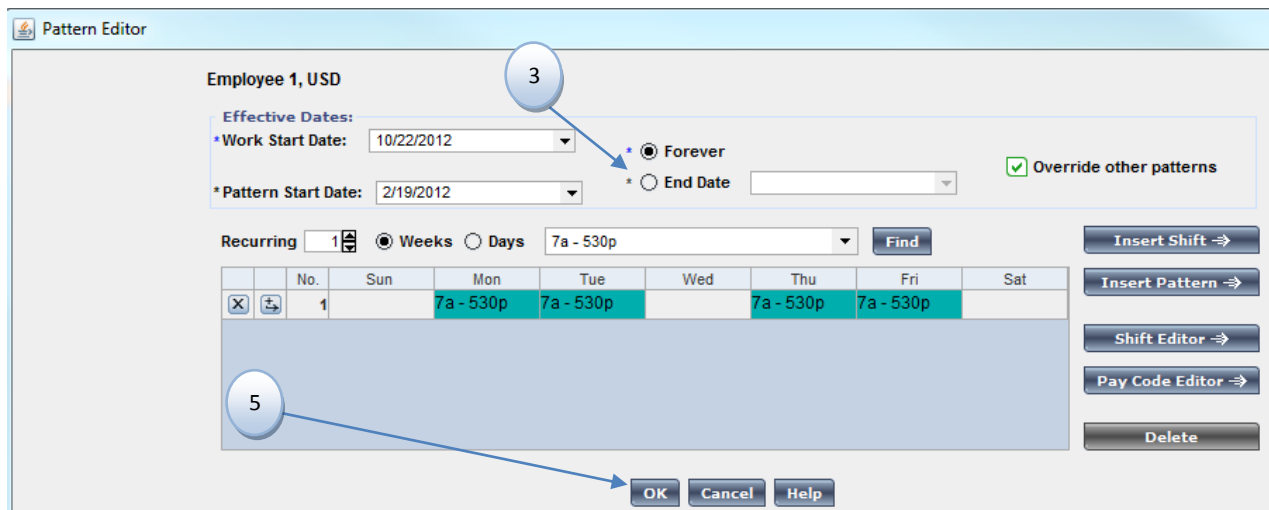 Pattern Editor
Employee 1, USD
3
Effective Dates:
*Work Start Date: 10/22/2012
* Forever
Override other patterns
*Pattern Start Date: 2/19/2012
* End Date
Recurring 1 Weeks Days 7a - 530p Find
Insert Shift
No. Sun Mon Tue Wed Thu Fri Sat
Insert Pattern
X 1 7a - 530p 7a - 530p 7a - 530p 7a - 530p
Shift Editor
Pay Code Editor
5
Delete
OK Cancel Help